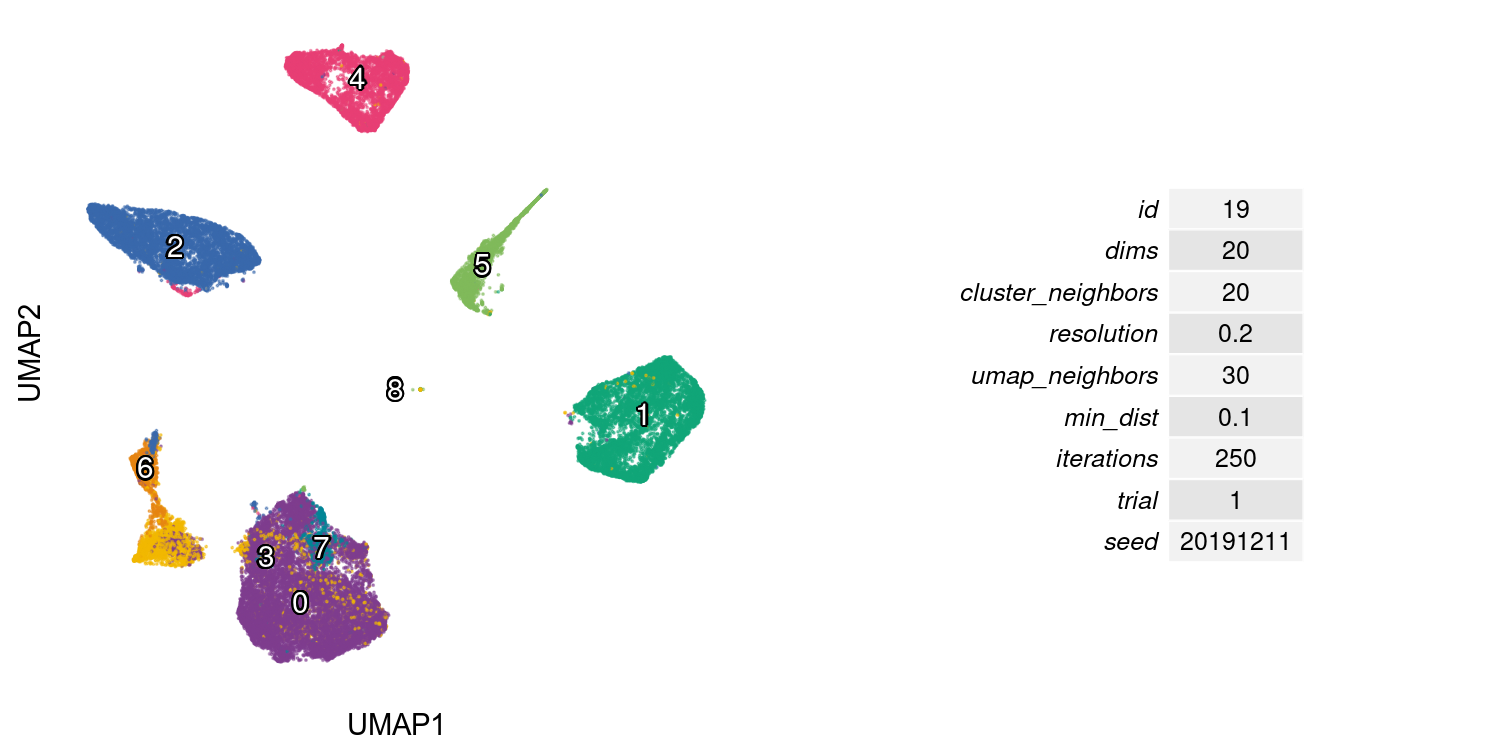 4
2
5
8
1
6
3
7
0
UMAP1
UMAP2
id 19
dims 20
cluster_neighbors 20
resolution 0.2
umap_neighbors 30
min_dist 0.1
iterations 250
trial 1
seed 20191211